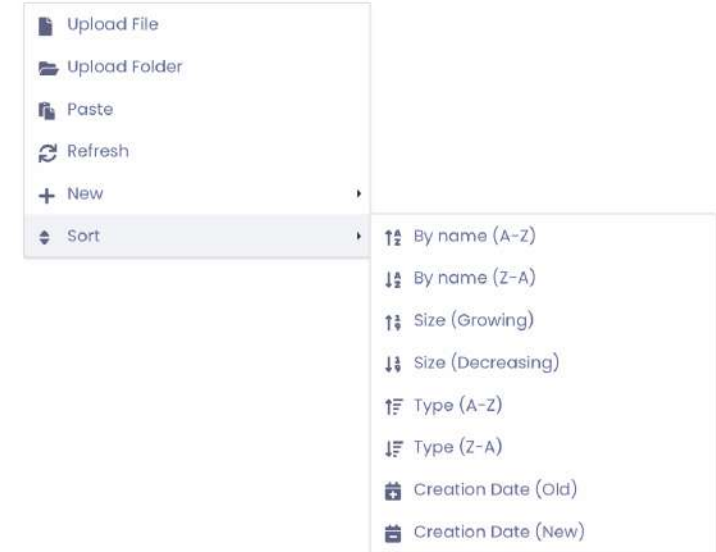 Upload File
Upload Folder
Paste
Refresh
New
Sort
By name (A-Z)
By name (Z-A)
Size (Growing)
Size (Decreasing)
Type (A-Z)
Type (Z-A)
Creation Date (Old)
Creation Date (New)